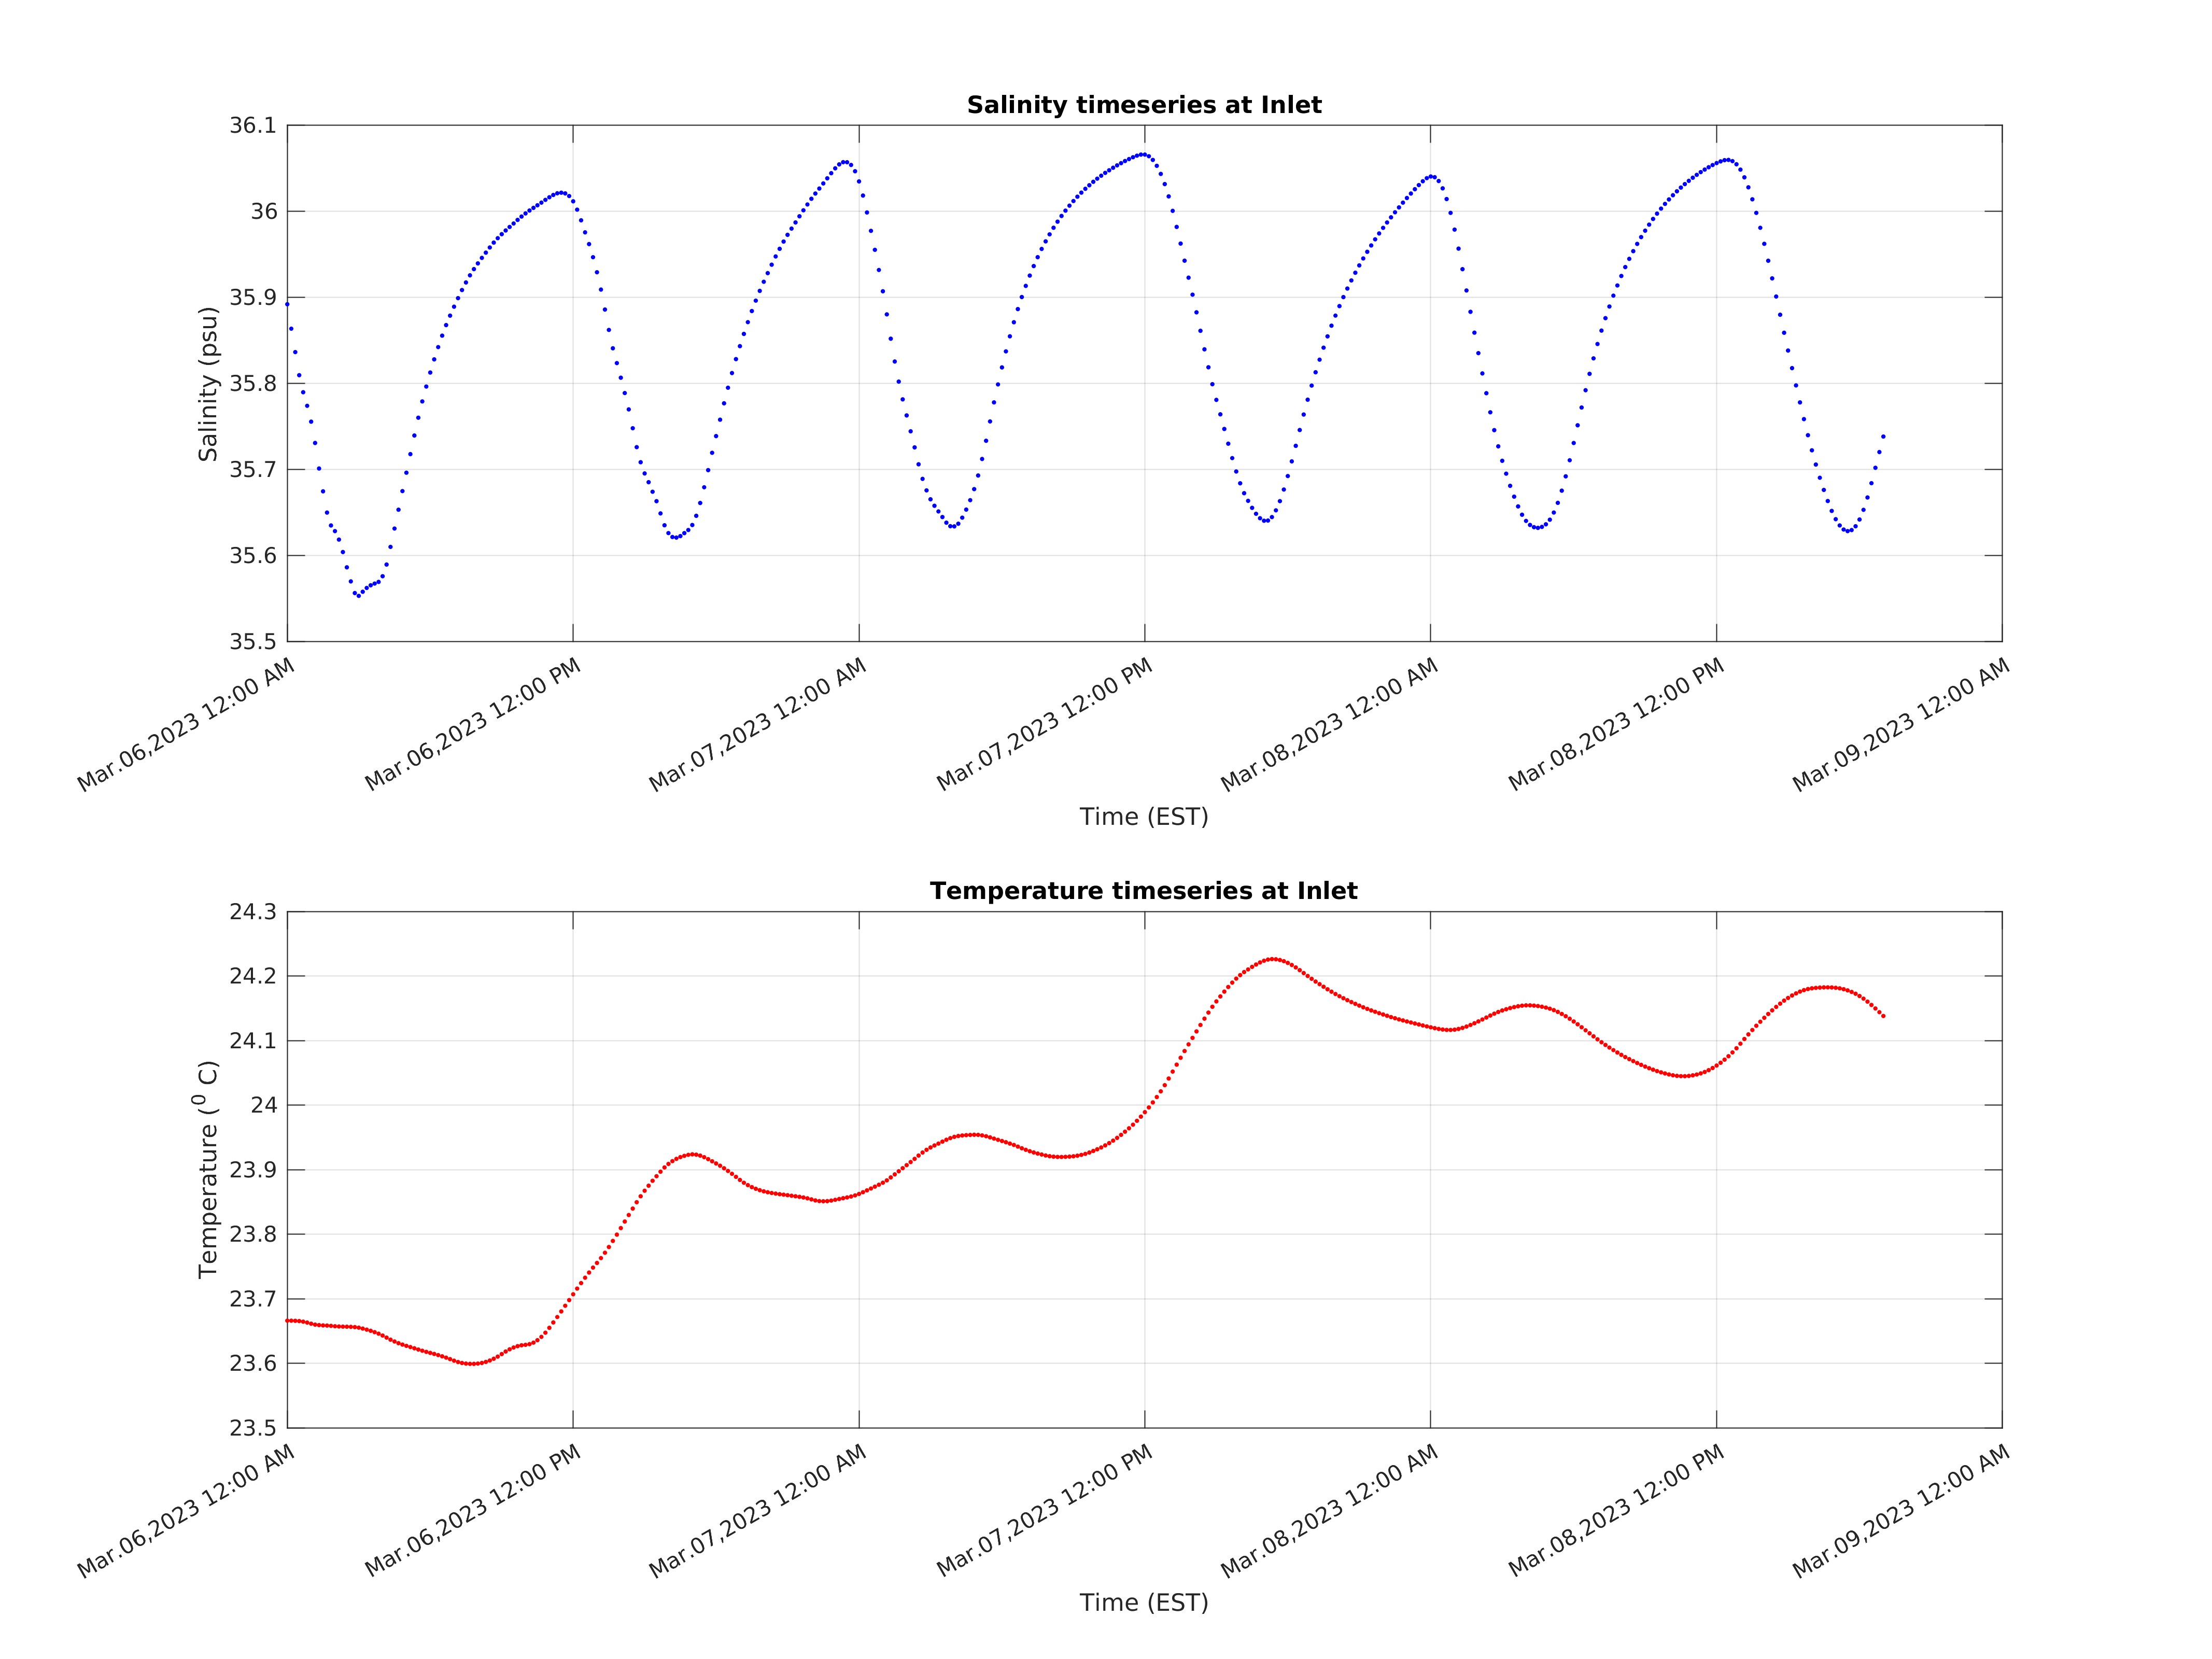 Salinity timeseries at Inlet
36.1
36
35.9
35.8
35.7
35.6
35.5
Salinity (psu)
Mar.06,2023 12:00 AM
Mar.06,2023 12:00 PM
Mar.07,2023 12:00 AM
Mar.07,2023 12:00 PM
Mar.08,2023 12:00 AM
Mar.08,2023 12:00 PM
Mar.09,2023 12:00 AM
Time (EST)
Temperature timeseries at Inlet
24.3
24.2
24.1
24
23.9
23.8
23.7
23.6
23.5
Temperature (⁰ C)
Mar.06,2023 12:00 AM
Mar.06,2023 12:00 PM
Mar.07,2023 12:00 AM
Mar.07,2023 12:00 PM
Mar.08,2023 12:00 AM
Mar.08,2023 12:00 PM
Mar.09,2023 12:00 AM
Time (EST)